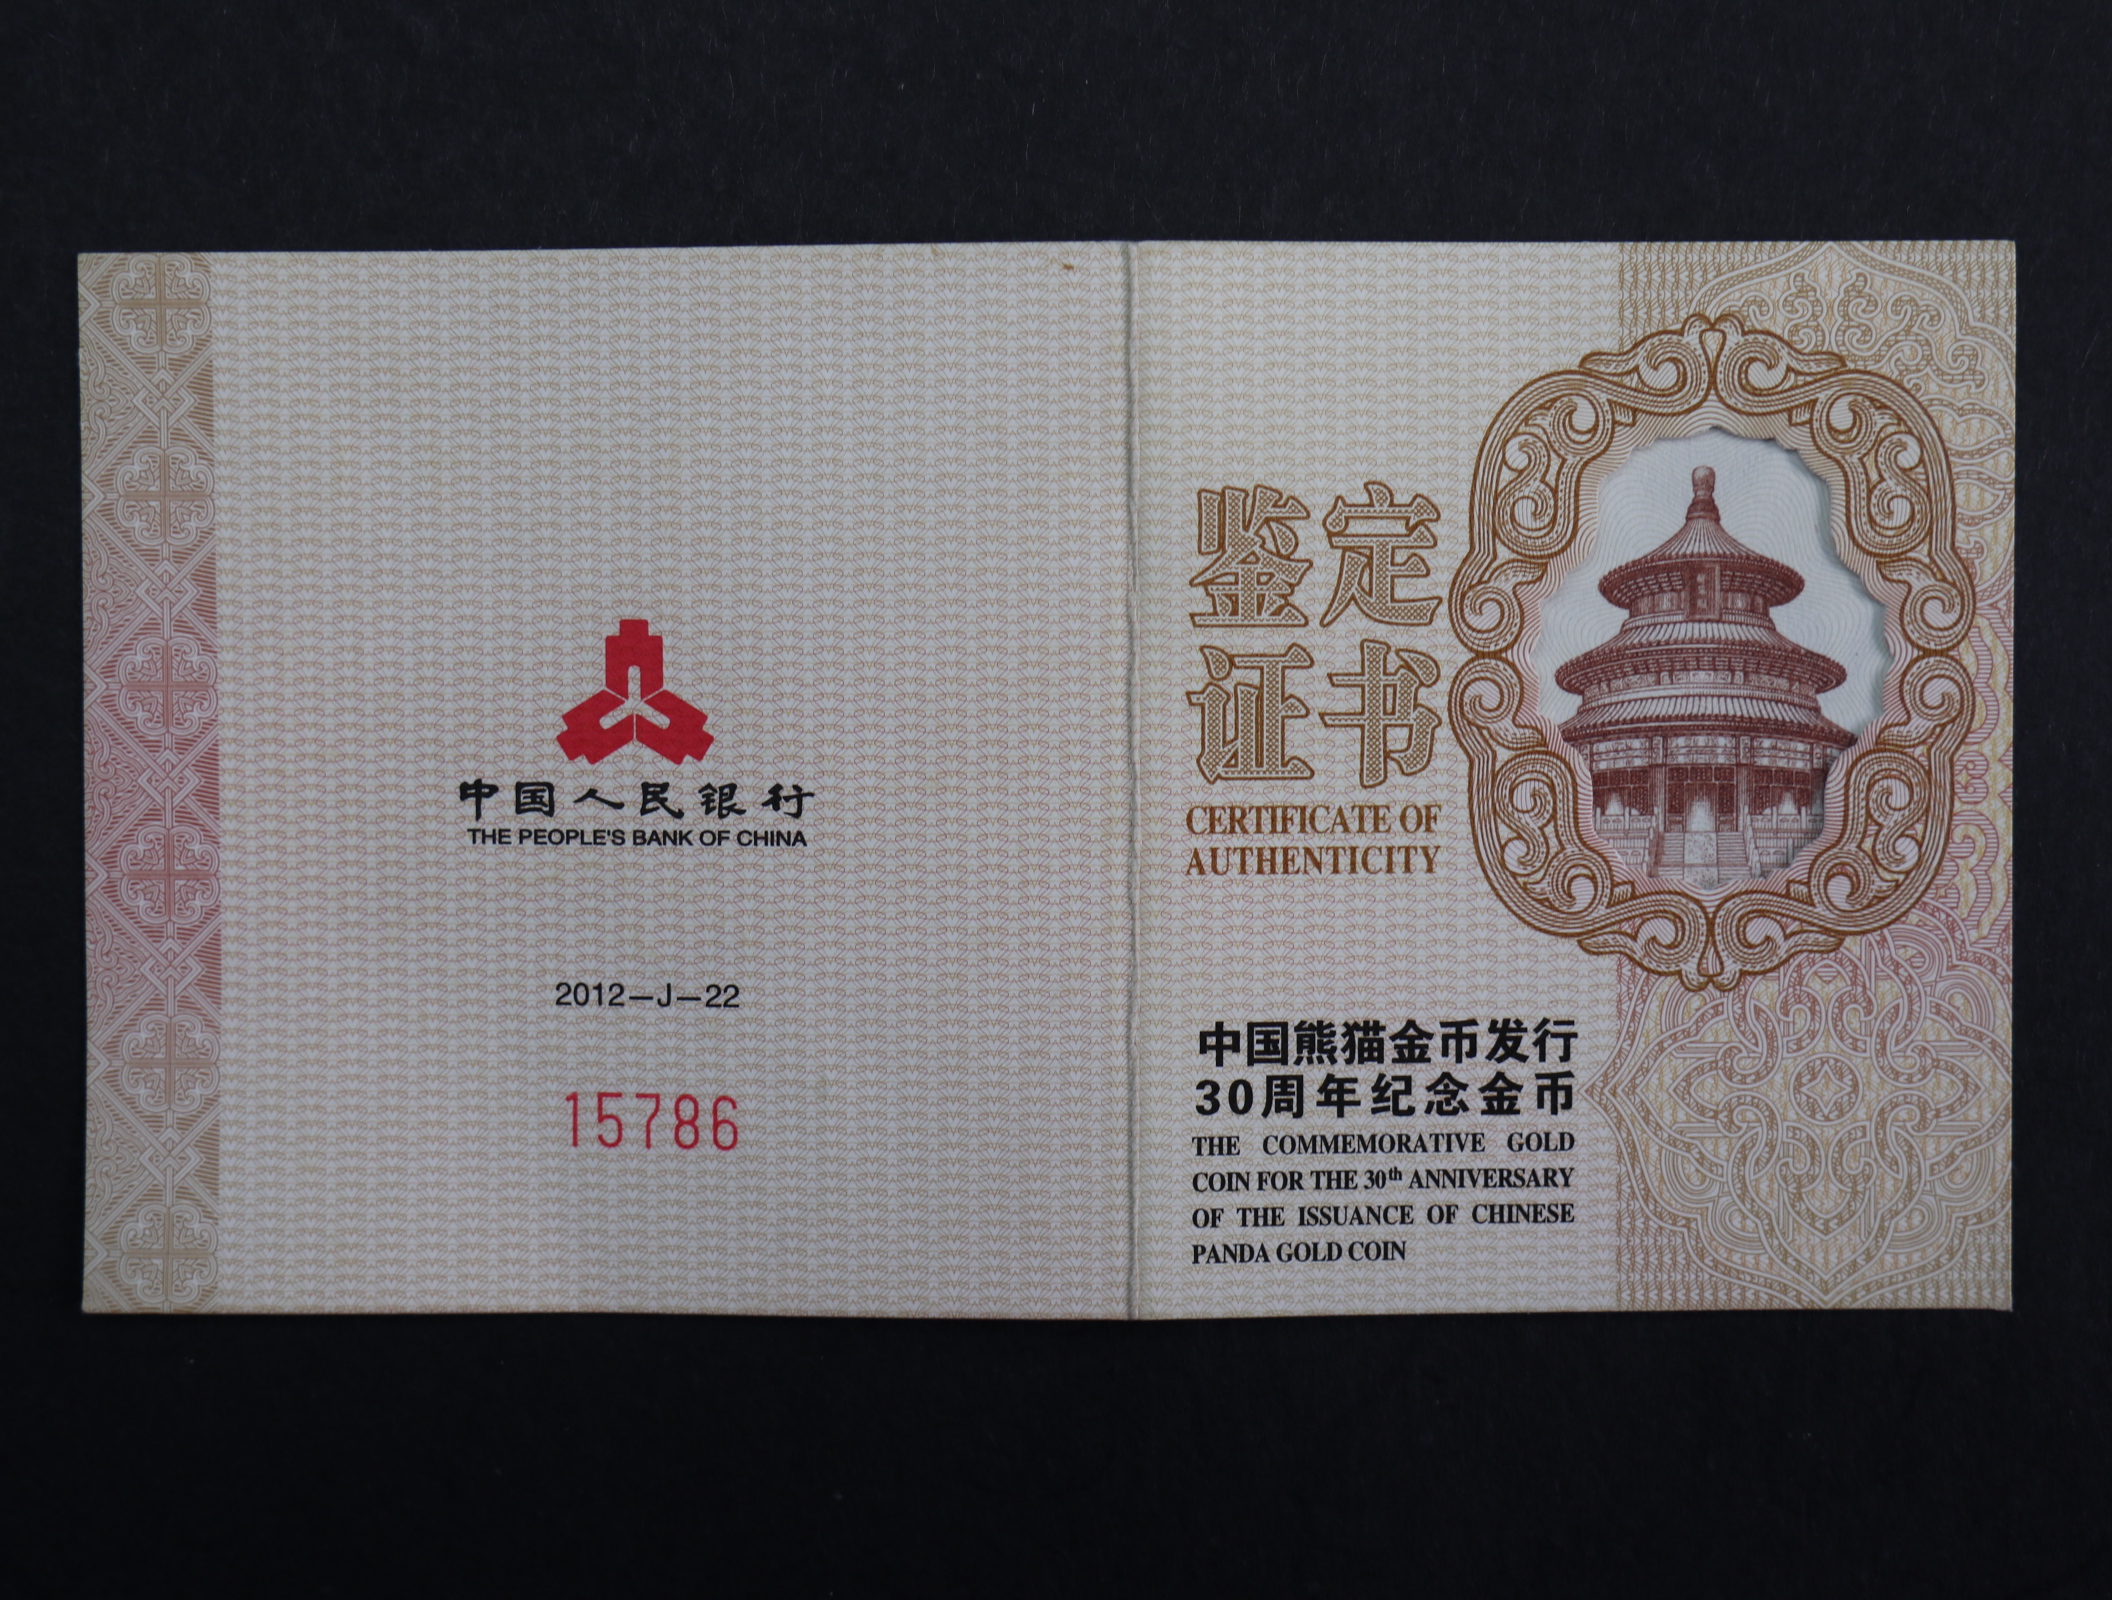 中国人民银行
THE PEOPLE'S BANK OF CHINA
2012-J-22
15786
鉴定
证书
CERTIFICATE OF
AUTHENTICITY
中国熊猫金币发行
30周年纪念金币
THE COMMEMORATIVE GOLD
COIN FOR THE 30th ANNIVERSARY
OF THE ISSUANCE OF CHINESE
PANDA GOLD COIN